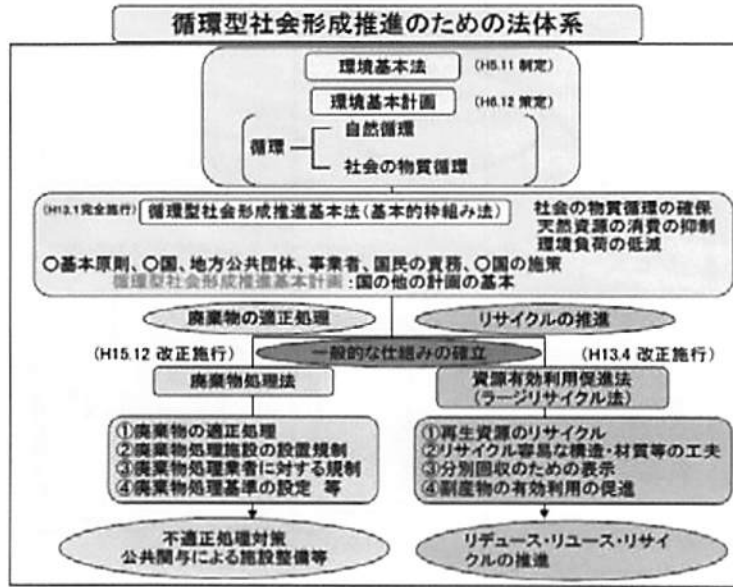 循環型社会形成推進のための法体系
環境基本法 (H5.11 制定)
環境基本計画 (H6.12 策定)
循環
自然循環
社会の物質循環
(H13.1完全施行) 循環型社会形成推進基本法(基本的枠組み法)
社会の物質循環の確保
天然資源の消費の抑制
環境負荷の低減
〇基本原則、〇国、地方公共団体、事業者、国民の責務、〇国の施策
循環型社会形成推進基本計画:国の他の計画の基本
廃棄物の適正処理
リサイクルの推進
一般的な仕組みの確立
(H15.12 改正施行)
廃棄物処理法
①廃棄物の適正処理
②廃棄物処理施設の設置規制
③廃棄物処理業者に対する規制
④廃棄物処理基準の設定 等
不適正処理対策
公共関与による施設整備等
(H13.4 改正施行)
資源有効利用促進法
(ラージリサイクル法)
①再生資源のリサイクル
②リサイクル容易な構造・材質等の工夫
③分別回収のための表示
④副産物の有効利用の促進
リデュース・リユース・リサイ
クルの推進